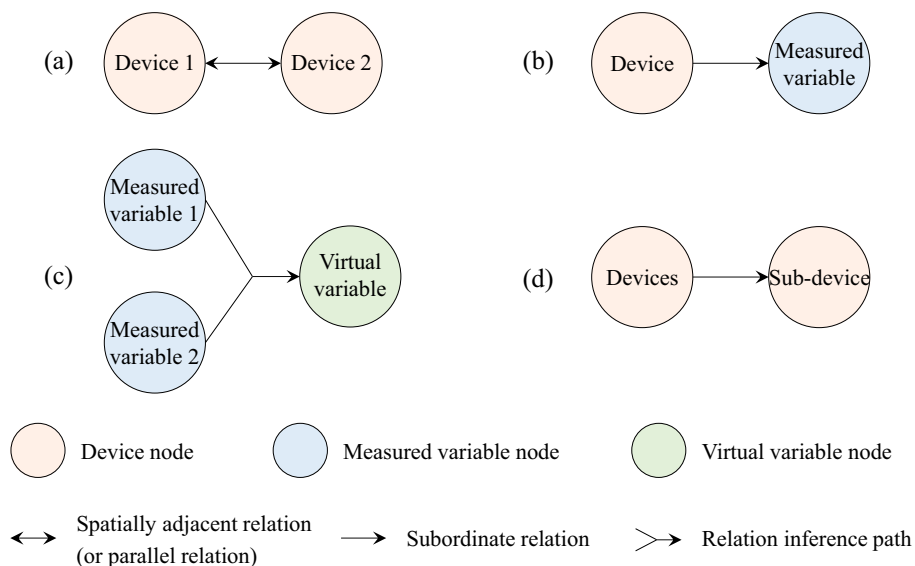 (a)
Device 1
Device 2
(b)
Device
Measured
variable
(c)
Measured
variable 1
Measured
variable 2
Virtual
variable
(d)
Devices
Sub-device
Device node
Measured variable node
Virtual variable node
Spatially adjacent relation
(or parallel relation)
Subordinate relation
Relation inference path